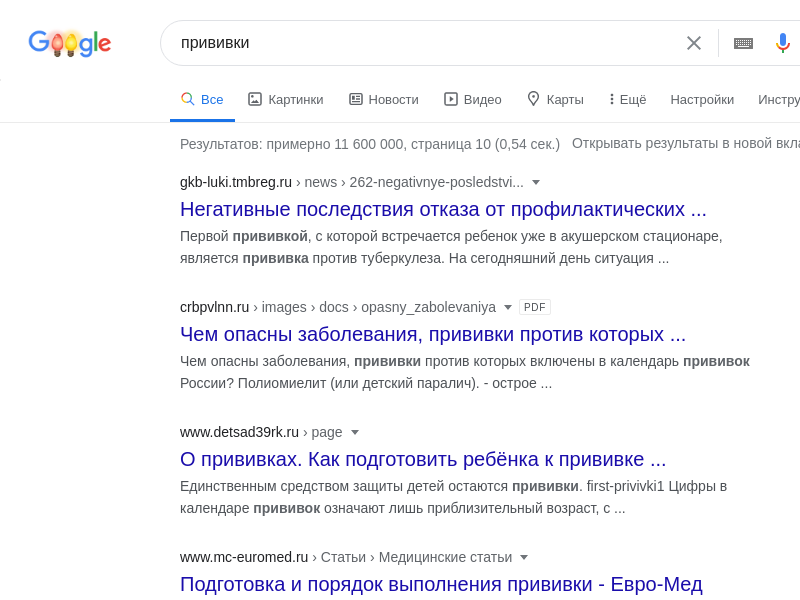 Google
прививки
Все Картинки Новости Видео Карты Ещё Настройки Инстру
Результатов: примерно 11 600 000, страница 10 (0,54 сек.) Открывать результаты в новой вкла
gkb-luki.tmbreg.ru › news › 262-negativnye-posledstvi...
Негативные последствия отказа от профилактических ...
Первой прививкой, с которой встречается ребенок уже в акушерском стационаре,
является прививка против туберкулеза. На сегодняшний день ситуация ...
crbpvlnn.ru › images › docs › opasny_zabolevaniya PDF
Чем опасны заболевания, прививки против которых ...
Чем опасны заболевания, прививки против которых включены в календарь прививок
России? Полиомиелит (или детский паралич). - острое ...
www.detsad39rk.ru › page
О прививках. Как подготовить ребёнка к прививке ...
Единственным средством защиты детей остаются прививки. first-privivki1 Цифры в
календаре прививок означают лишь приблизительный возраст, с ...
www.mc-euromed.ru › Статьи › Медицинские статьи
Подготовка и порядок выполнения прививки - Евро-Мед